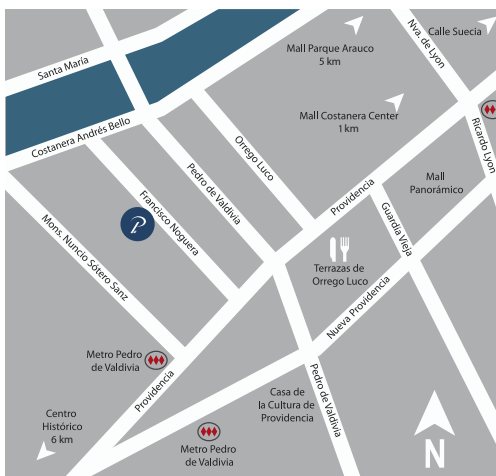 Calle Suecia
Nva. de Lyon
Mall Parque Arauco
5 km
Santa María
Mall Costanera Center
1 km
Costanera Andrés Bello
Ricardo Lyon
Orrego Luco
Pedro de Valdivia
Mall
Panorámico
Providencia
Francisco Noguera
P
Guardia Vieja
Mons. Nuncio Sótero Sanz
Terrazas de
Orrego Luco
Nueva Providencia
Metro Pedro
de Valdivia
Providencia
Pedro de Valdivia
Casa de
la Cultura de
Providencia
Centro
Histórico
6 km
Metro Pedro
de Valdivia
N